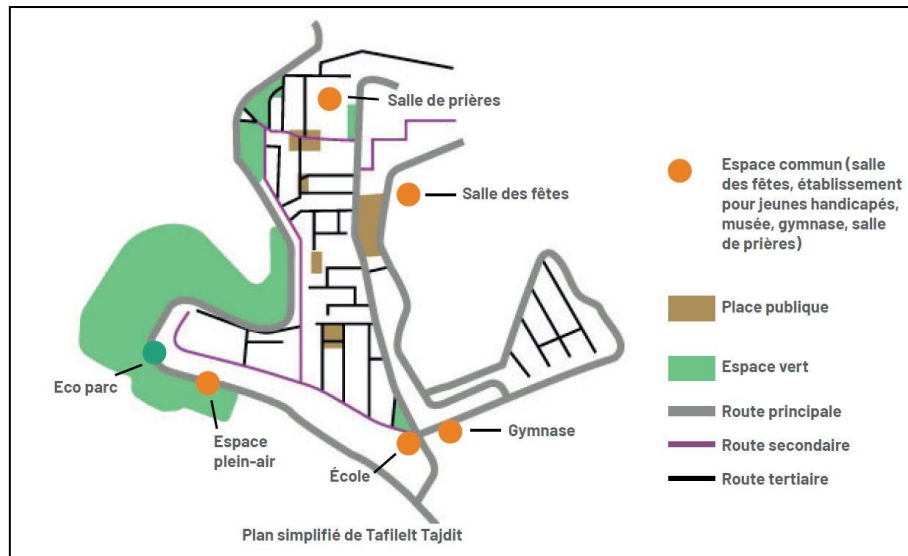 Salle de prières
Salle des fêtes
Eco parc
Espace
plein-air
École
Gymnase
Plan simplifié de Tafilelt Tajdit
Espace commun (salle
des fêtes, établissement
pour jeunes handicapés,
musée, gymnase, salle
de prières)
Place publique
Espace vert
Route principale
Route secondaire
Route tertiaire